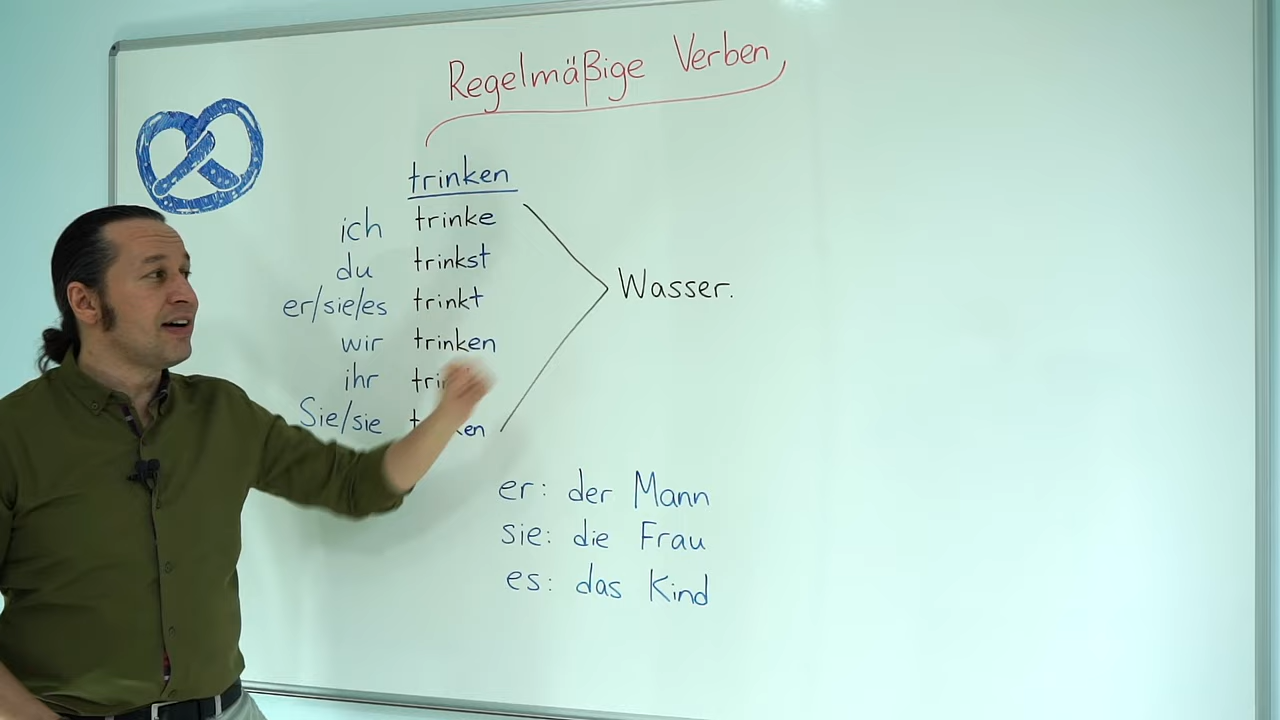 Regelmäßige Verben
trinken
ich trinke
du trinkst
er/sie/es trinkt
wir trinken
ihr
Sie/sie
Wasser.
er: der Mann
sie: die Frau
es: das Kind